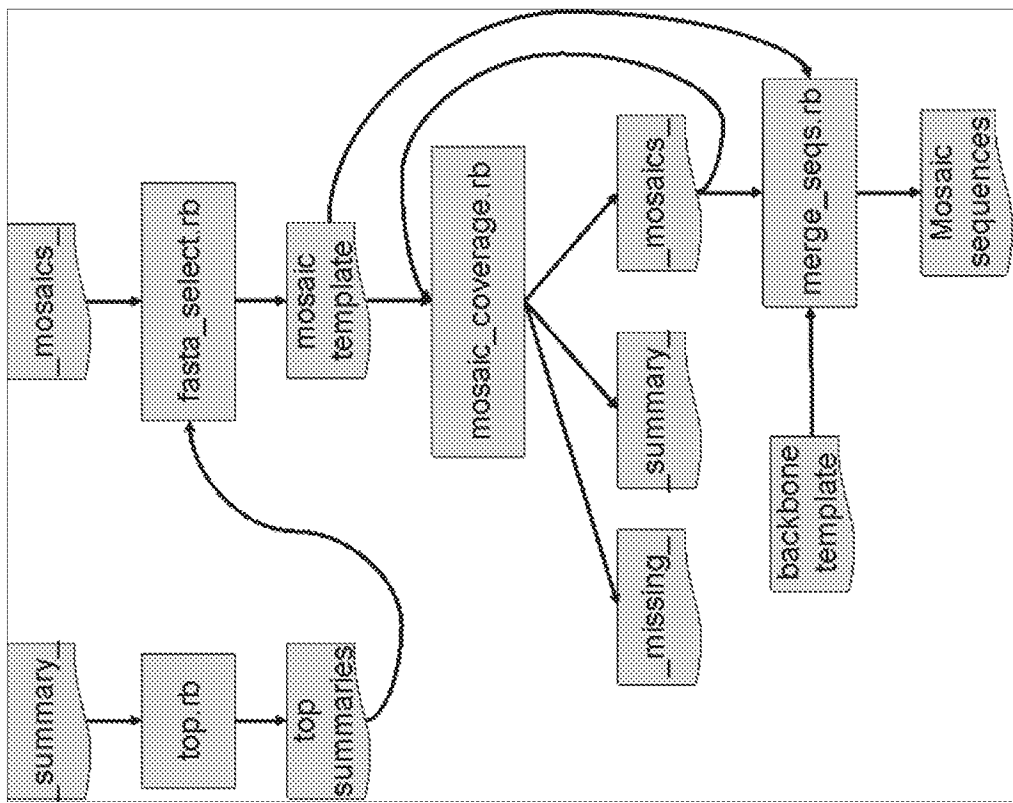 _summary_
top.rb
top
summaries
_mosaics_
fasta_select.rb
mosaic
template
mosaic_coverage.rb
_missing_
_summary_
_mosaics_
backbone
template
merge_seqs.rb
Mosaic
sequences